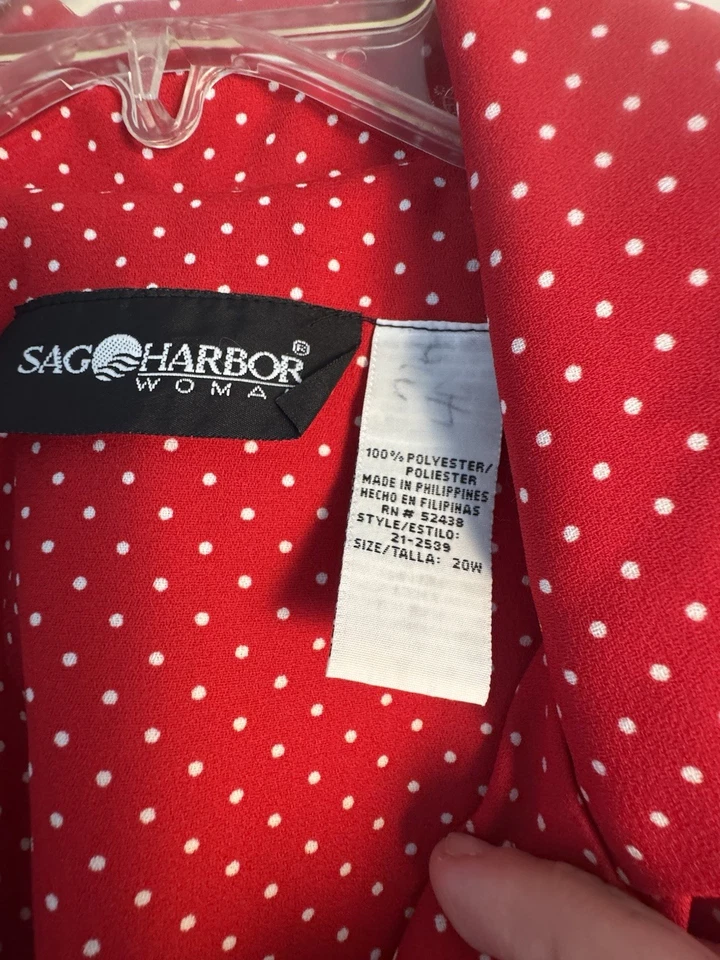 SAG HARBOR®
WOMA
100% POLYESTER/
POLIESTER
MADE IN PHILIPPINES
HECHO EN FILIPINAS
RN # 52438
STYLE/ESTILO:
21-2539
SIZE/TALLA: 20W